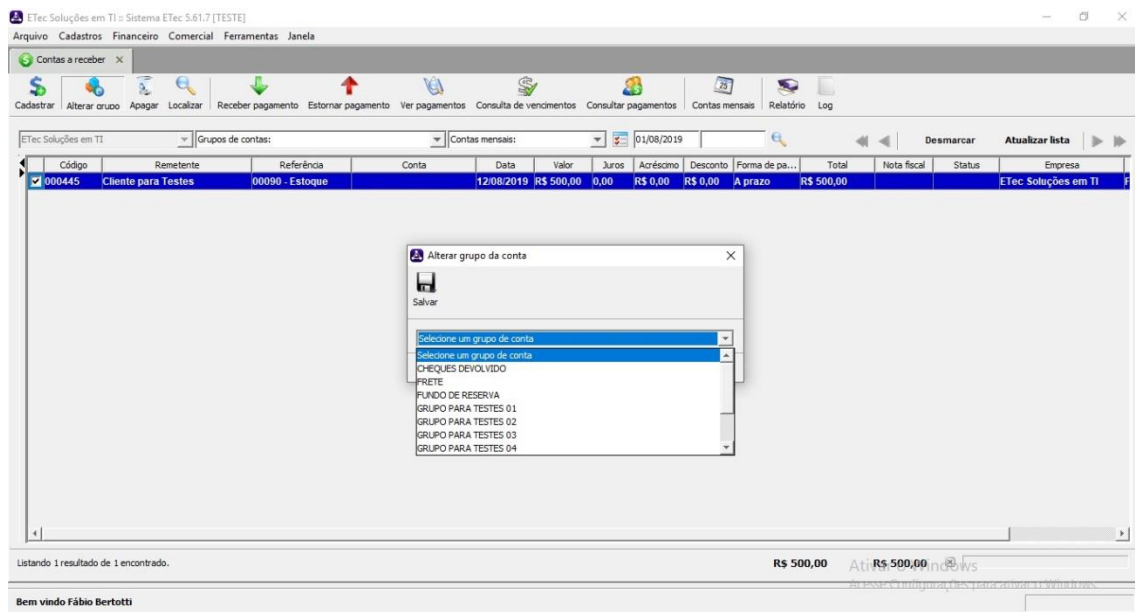 ETec Soluções em TI :: Sistema ETec 5.61.7 [TESTE]
Arquivo Cadastros Financeiro Comercial Ferramentas Janela
Contas a receber
Cadastrar Alterar grupo Apagar Localizar Receber pagamento Estornar pagamento Ver pagamentos Consulta de vencimentos Consultar pagamentos Contas mensais Relatório Log
ETec Soluções em TI Grupos de contas: Contas mensais: 01/08/2019 Desmarcar Atualizar lista
Código Remetente Referência Conta Data Valor Juros Acréscimo Desconto Forma de pa... Total Nota fiscal Status Empresa
000445 Cliente para Testes 00090 - Estoque 12/08/2019 R$ 500,00 0,00 R$ 0,00 R$ 0,00 A prazo R$ 500,00 ETec Soluções em TI
Alterar grupo da conta
Salvar
Selecione um grupo de conta
Selecione um grupo de conta
CHEQUES DEVOLVIDO
FRETE
FUNDO DE RESERVA
GRUPO PARA TESTES 01
GRUPO PARA TESTES 02
GRUPO PARA TESTES 03
GRUPO PARA TESTES 04
Listando 1 resultado de 1 encontrado. R$ 500,00 R$ 500,00
Ativar o Windows
Acesse Configurações para ativar o Windows.
Bem vindo Fábio Bertotti